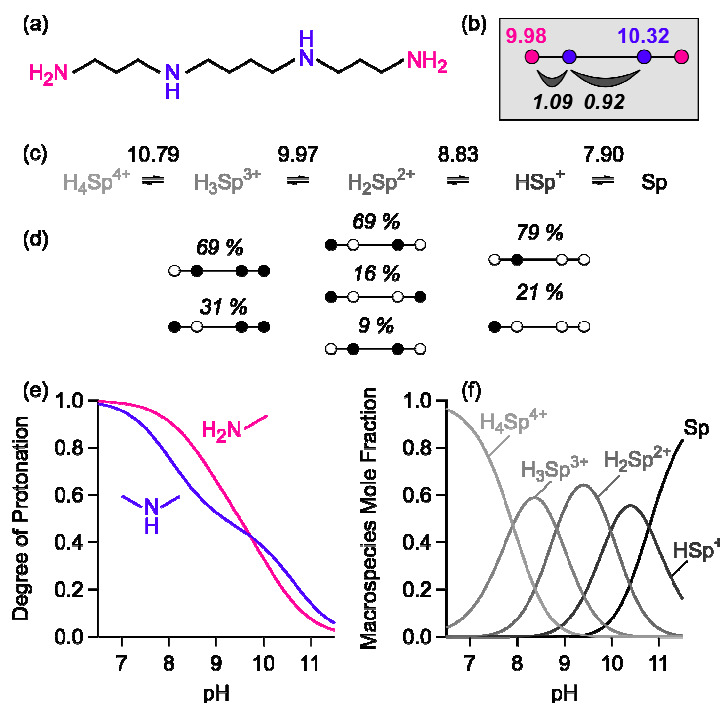 (a)
H₂N
N
H
H
N
NH₂
(b)
9.98
10.32
1.09
0.92
(c)
10.79
9.97
8.83
7.90
H₄Sp⁴⁺ ⇌ H₃Sp³⁺ ⇌ H₂Sp²⁺ ⇌ HSp⁺ ⇌ Sp
(d)
69 %
69 %
79 %
31 %
16 %
21 %
9 %
(e)
Degree of Protonation
1.0
0.8
0.6
0.4
0.2
0.0
H₂N
N
H
7
8
9
10
11
pH
(f)
Macrospecies Mole Fraction
1.0
0.8
0.6
0.4
0.2
0.0
H₄Sp⁴⁺
H₃Sp³⁺
H₂Sp²⁺
Sp
HSp⁺
7
8
9
10
11
pH